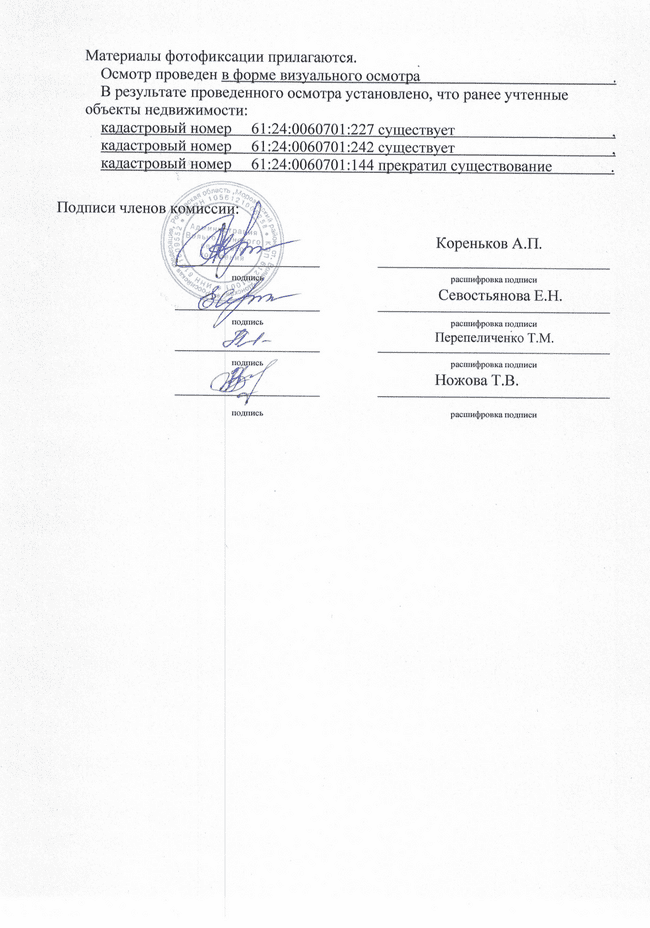 Материалы фотофиксации прилагаются.
Осмотр проведен в форме визуального осмотра.
В результате проведенного осмотра установлено, что ранее учтенные
объекты недвижимости:
кадастровый номер 61:24:0060701:227 существует,
кадастровый номер 61:24:0060701:242 существует,
кадастровый номер 61:24:0060701:144 прекратил существование.
Подписи членов комиссии:
Администрация
Кореньков А.П.
подпись
расшифровка подписи
Севостьянова Е.Н.
подпись
расшифровка подписи
Перепеличенко Т.М.
подпись
расшифровка подписи
Ножова Т.В.
подпись
расшифровка подписи